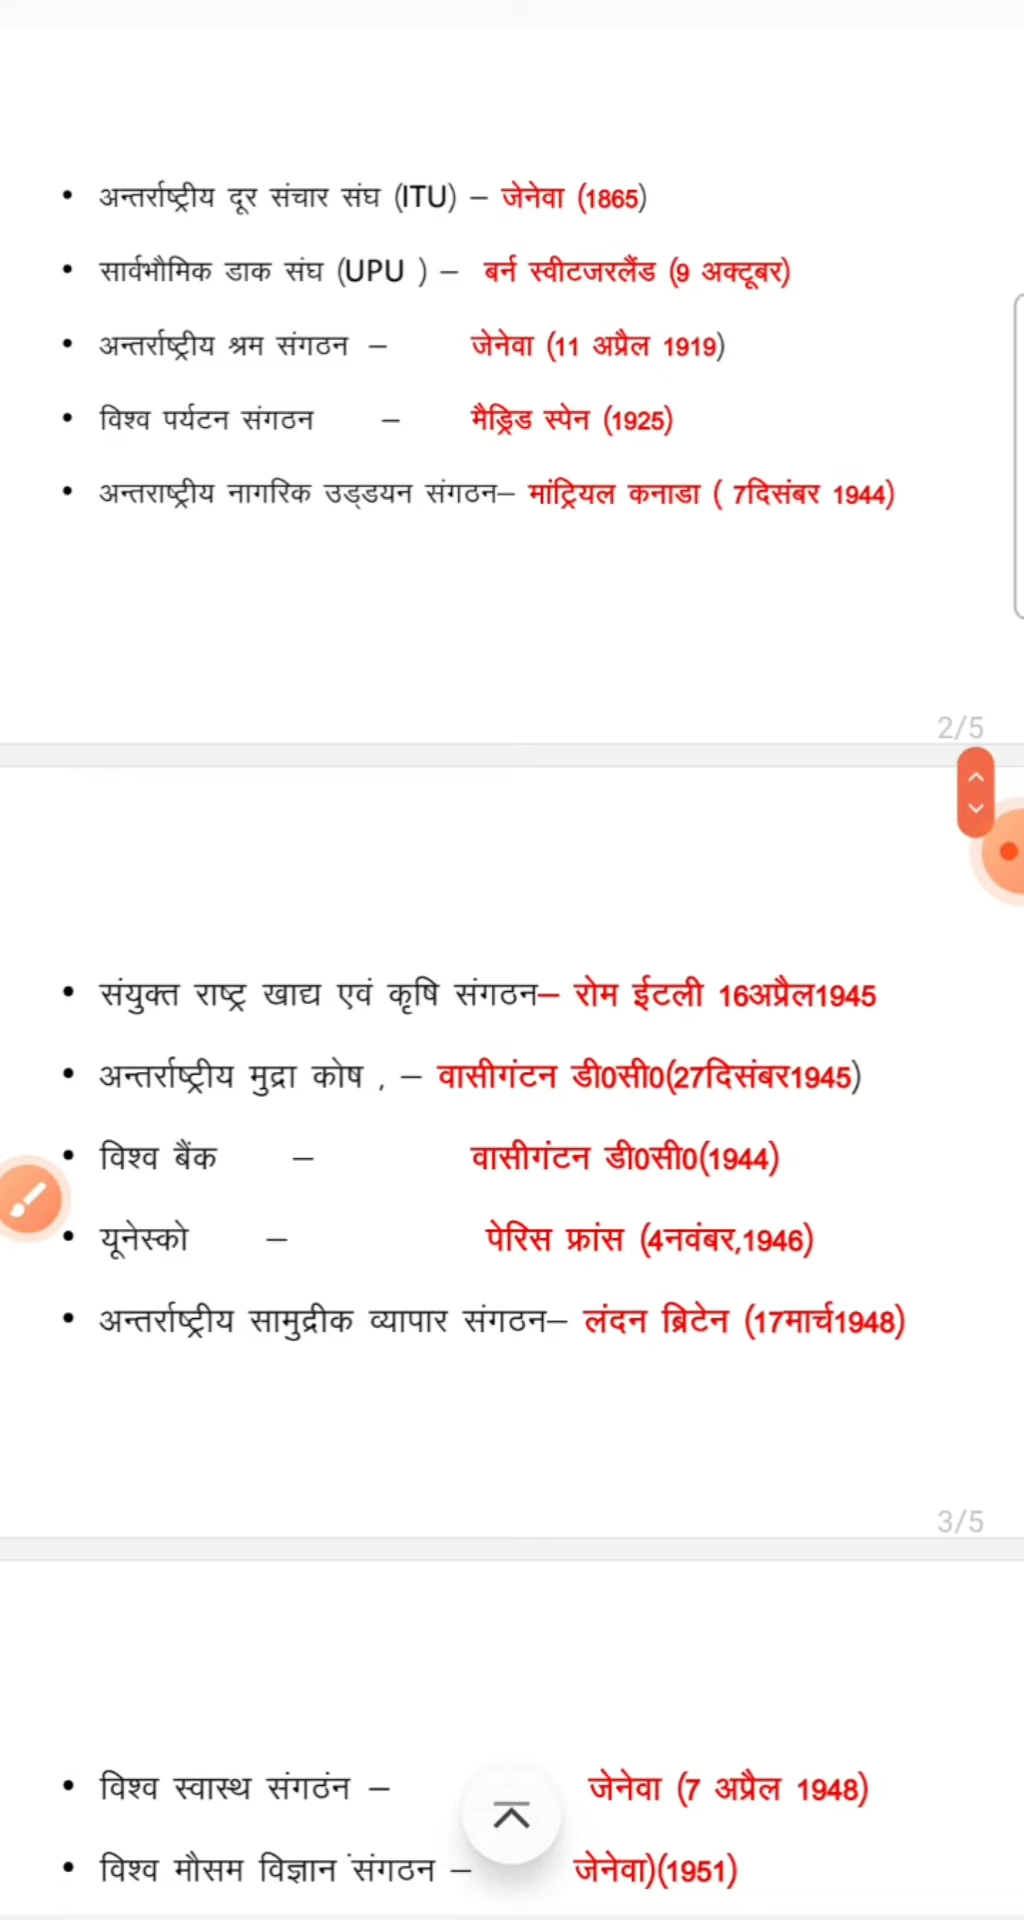 • अन्तर्राष्ट्रीय दूर संचार संघ (ITU) – जेनेवा (1865)
• सार्वभौमिक डाक संघ (UPU ) – बर्न स्वीटजरलैंड (9 अक्टूबर)
• अन्तर्राष्ट्रीय श्रम संगठन – जेनेवा (11 अप्रैल 1919)
• विश्व पर्यटन संगठन – मैड्रिड स्पेन (1925)
• अन्तराष्ट्रीय नागरिक उड्डयन संगठन– मांट्रियल कनाडा ( 7दिसंबर 1944)
2/5
• संयुक्त राष्ट्र खाद्य एवं कृषि संगठन– रोम ईटली 16अप्रैल1945
• अन्तर्राष्ट्रीय मुद्रा कोष , – वासीगंटन डी0सी0(27दिसंबर1945)
• विश्व बैंक – वासीगंटन डी0सी0(1944)
• यूनेस्को – पेरिस फ्रांस (4नवंबर,1946)
• अन्तर्राष्ट्रीय सामुद्रीक व्यापार संगठन– लंदन ब्रिटेन (17मार्च1948)
3/5
• विश्व स्वास्थ संगठंन – जेनेवा (7 अप्रैल 1948)
• विश्व मौसम विज्ञान संगठन – जेनेवा)(1951)